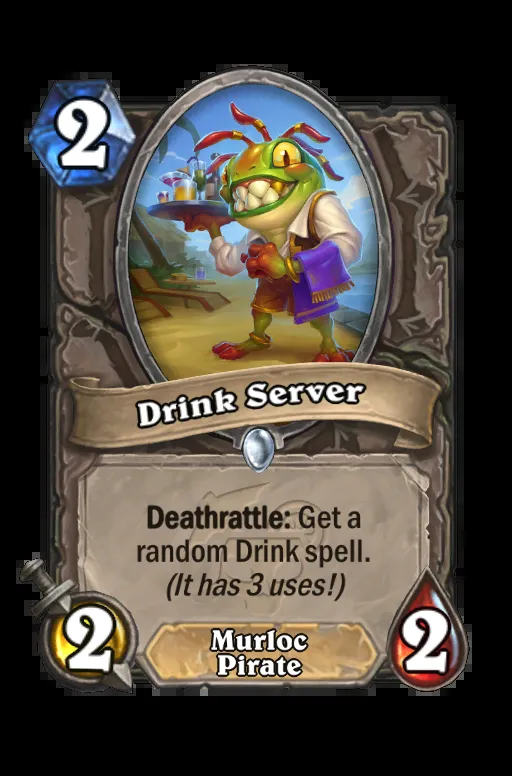 2
Drink Server
Deathrattle: Get a
random Drink spell.
(It has 3 uses!)
2
Murloc
Pirate
2